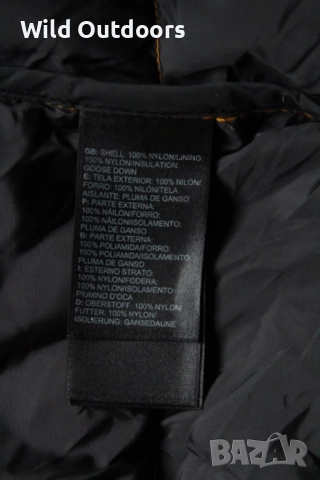 Wild Outdoors
GB: SHELL: 100% NYLON/LINING
100% NYLON/INSULATION:
GOOSE DOWN
E: TELA EXTERIOR: 100% NILÓN/
FORRO: 100% NILÓN/TELA
AISLANTE: PLUMA DE GANSO
P: PARTE EXTERNA:
100% NÁILON/FORRO:
100% NÁILON/ISOLAMENTO:
PLUMA DE GANSO
B: PARTE EXTERNA:
100% POLIAMIDA/FORRO:
100% POLIAMIDA/ISOLAMENTO:
PLUMA DE GANSO
I: ESTERNO STRATO:
100% NYLON/FODERA:
100% NYLON/ISOLAMENTO:
PIUMINO D'OCA
D: OBERSTOFF: 100% NYLON/
FUTTER: 100% NYLON/
ISOLIERUNG: GANSEDAUNE
BAZAR
bg